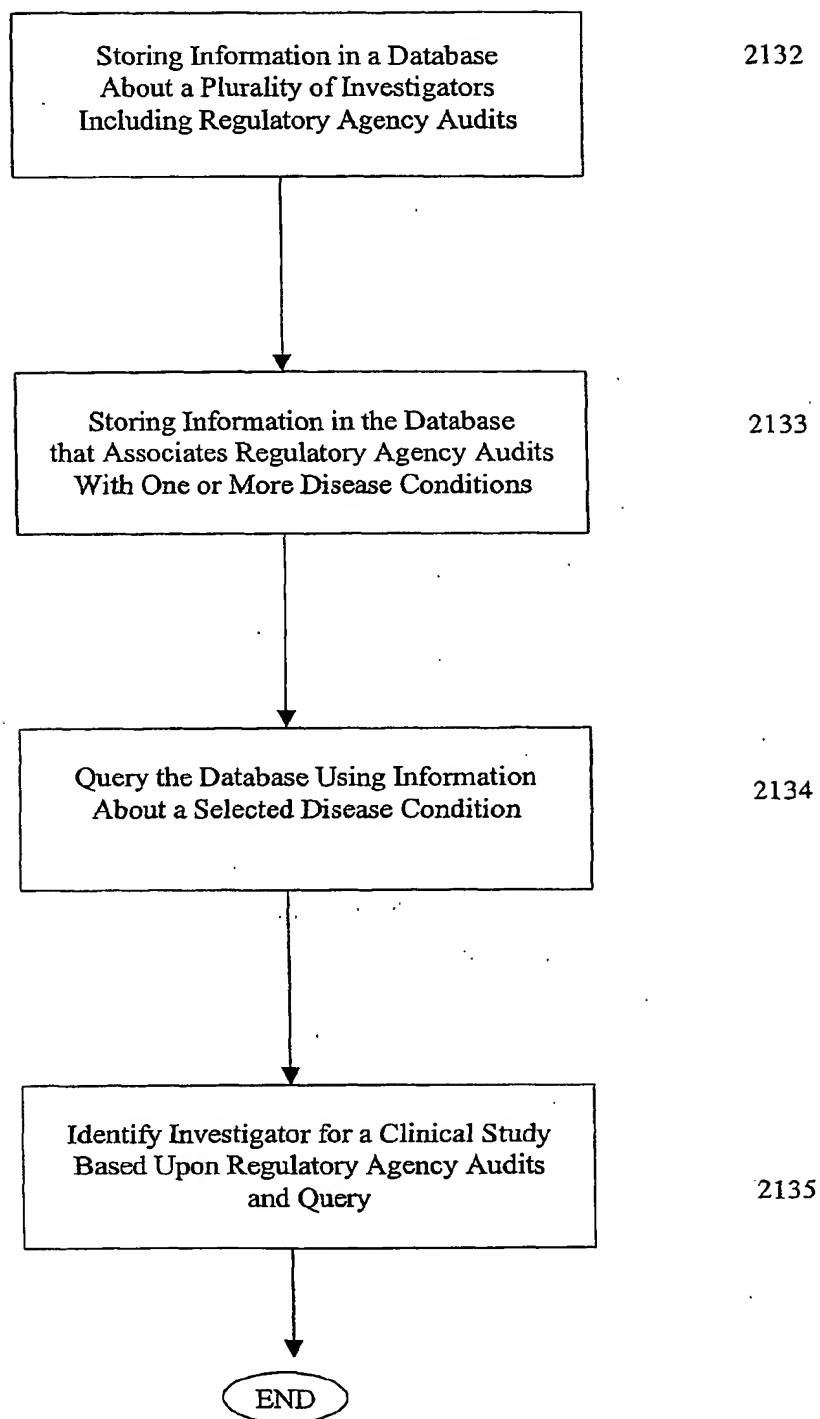 Storing Information in a Database
About a Plurality of Investigators
Including Regulatory Agency Audits
2132
Storing Information in the Database
that Associates Regulatory Agency Audits
With One or More Disease Conditions
2133
Query the Database Using Information
About a Selected Disease Condition
2134
Identify Investigator for a Clinical Study
Based Upon Regulatory Agency Audits
and Query
2135
END